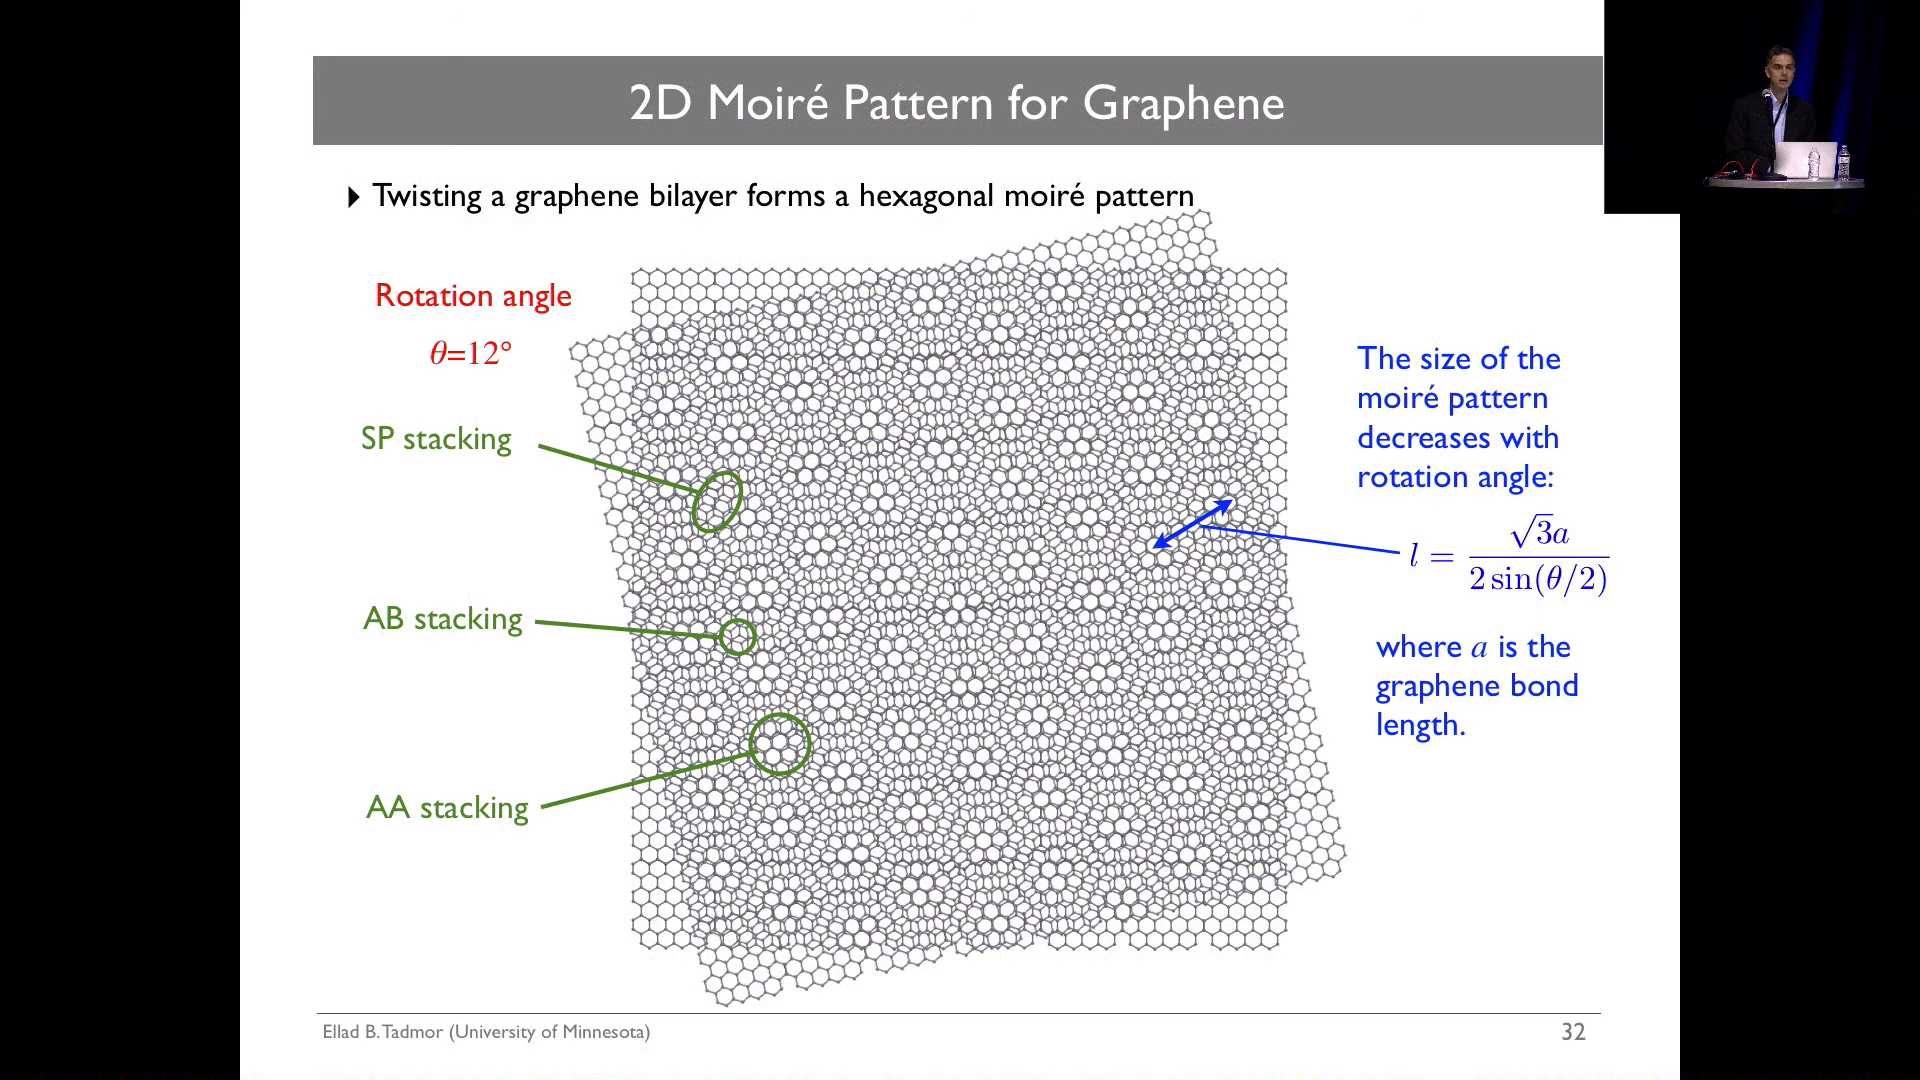 2D Moiré Pattern for Graphene
Twisting a graphene bilayer forms a hexagonal moiré pattern
Rotation angle
θ=12°
SP stacking
AB stacking
AA stacking
The size of the
moiré pattern
decreases with
rotation angle:
l = √3a / 2 sin(θ/2)
where a is the
graphene bond
length.
Ellad B. Tadmor (University of Minnesota)
32